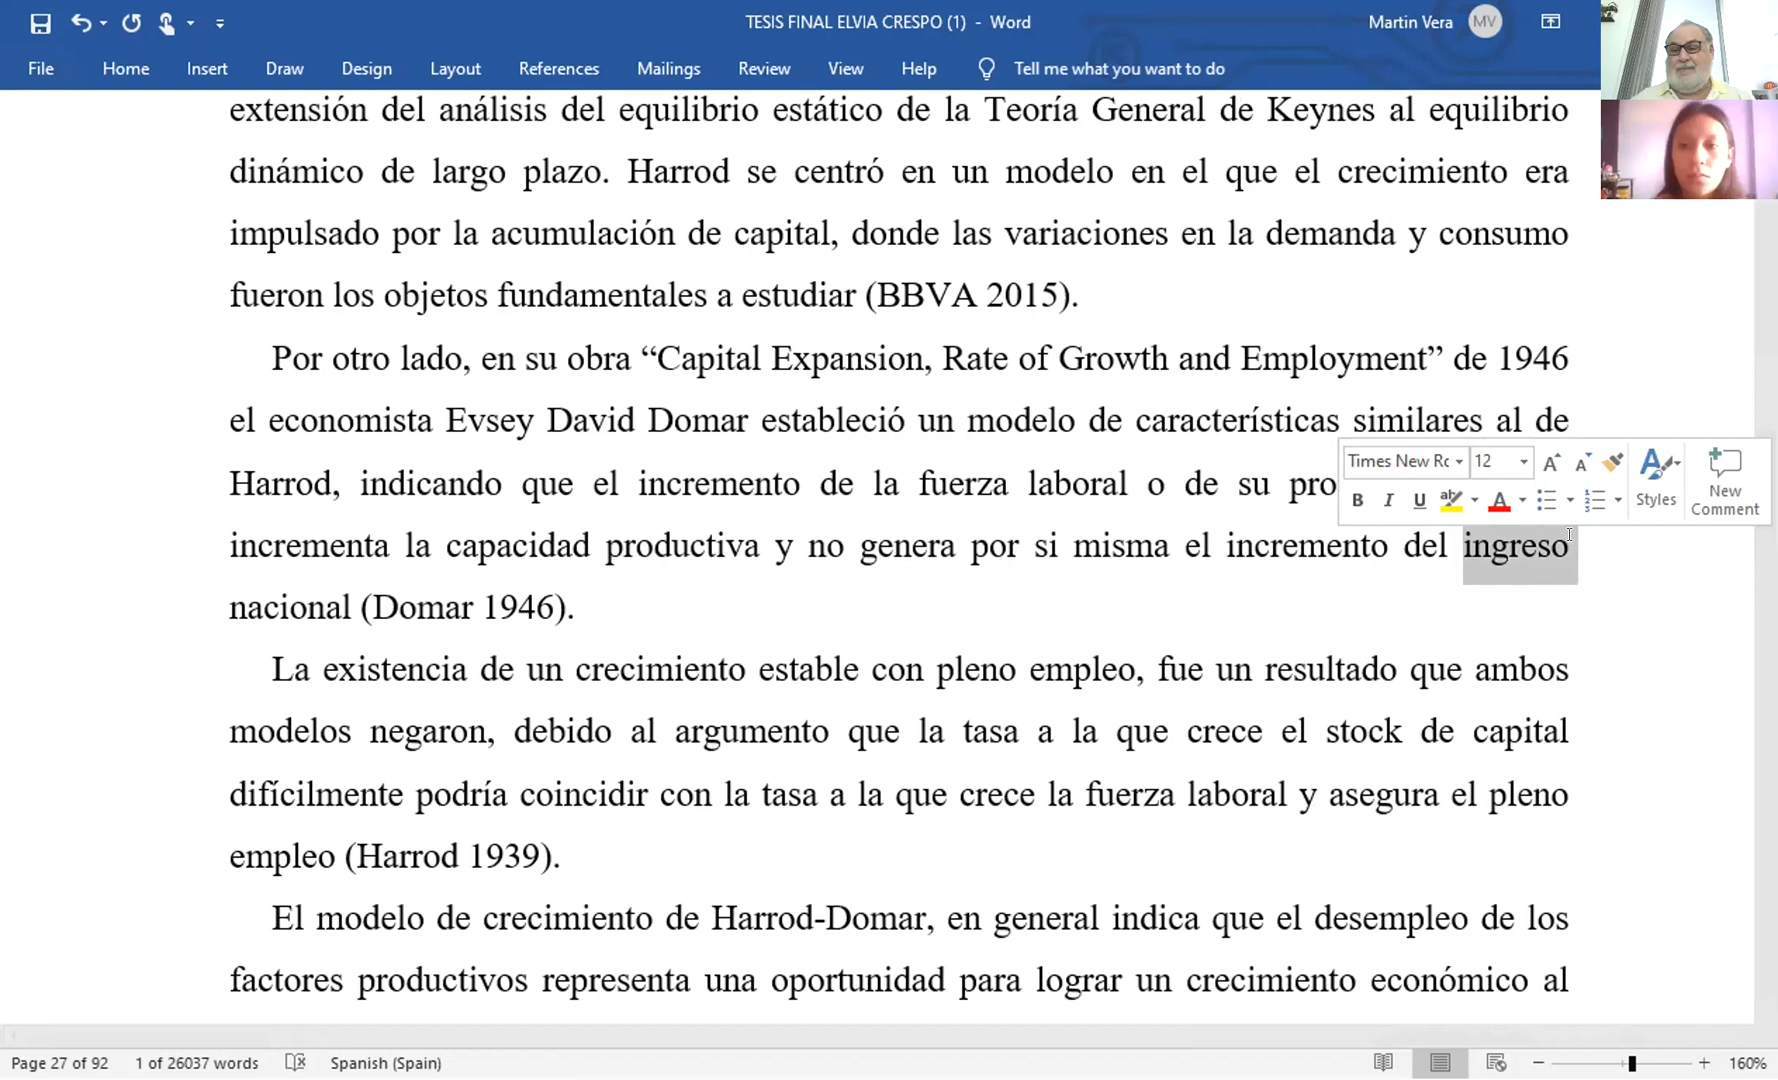 TESIS FINAL ELVIA CRESPO (1) - Word
Martin Vera MV
File Home Insert Draw Design Layout References Mailings Review View Help Tell me what you want to do
extensión del análisis del equilibrio estático de la Teoría General de Keynes al equilibrio
dinámico de largo plazo. Harrod se centró en un modelo en el que el crecimiento era
impulsado por la acumulación de capital, donde las variaciones en la demanda y consumo
fueron los objetos fundamentales a estudiar (BBVA 2015).
Por otro lado, en su obra “Capital Expansion, Rate of Growth and Employment” de 1946
el economista Evsey David Domar estableció un modelo de características similares al de
Harrod, indicando que el incremento de la fuerza laboral o de su pro
Times New Rc 12
B I U ab A Styles New
Comment
incrementa la capacidad productiva y no genera por si misma el incremento del ingreso
nacional (Domar 1946).
La existencia de un crecimiento estable con pleno empleo, fue un resultado que ambos
modelos negaron, debido al argumento que la tasa a la que crece el stock de capital
difícilmente podría coincidir con la tasa a la que crece la fuerza laboral y asegura el pleno
empleo (Harrod 1939).
El modelo de crecimiento de Harrod-Domar, en general indica que el desempleo de los
factores productivos representa una oportunidad para lograr un crecimiento económico al
Page 27 of 92 1 of 26037 words Spanish (Spain) 160%